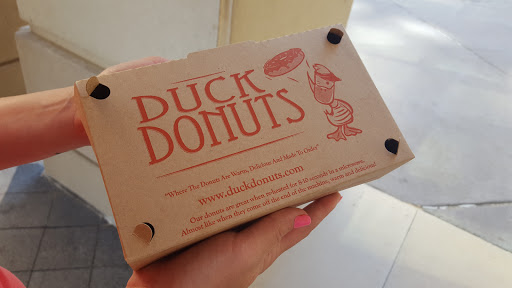 DUCK
DONUTS
"Where The Donuts Are Warm, Delicious And Made To Order"
www.duckdonuts.com
Our donuts are great when re-heated for 8-10 seconds in a microwave.
Almost like when they come off the end of the machine, warm and delicious!